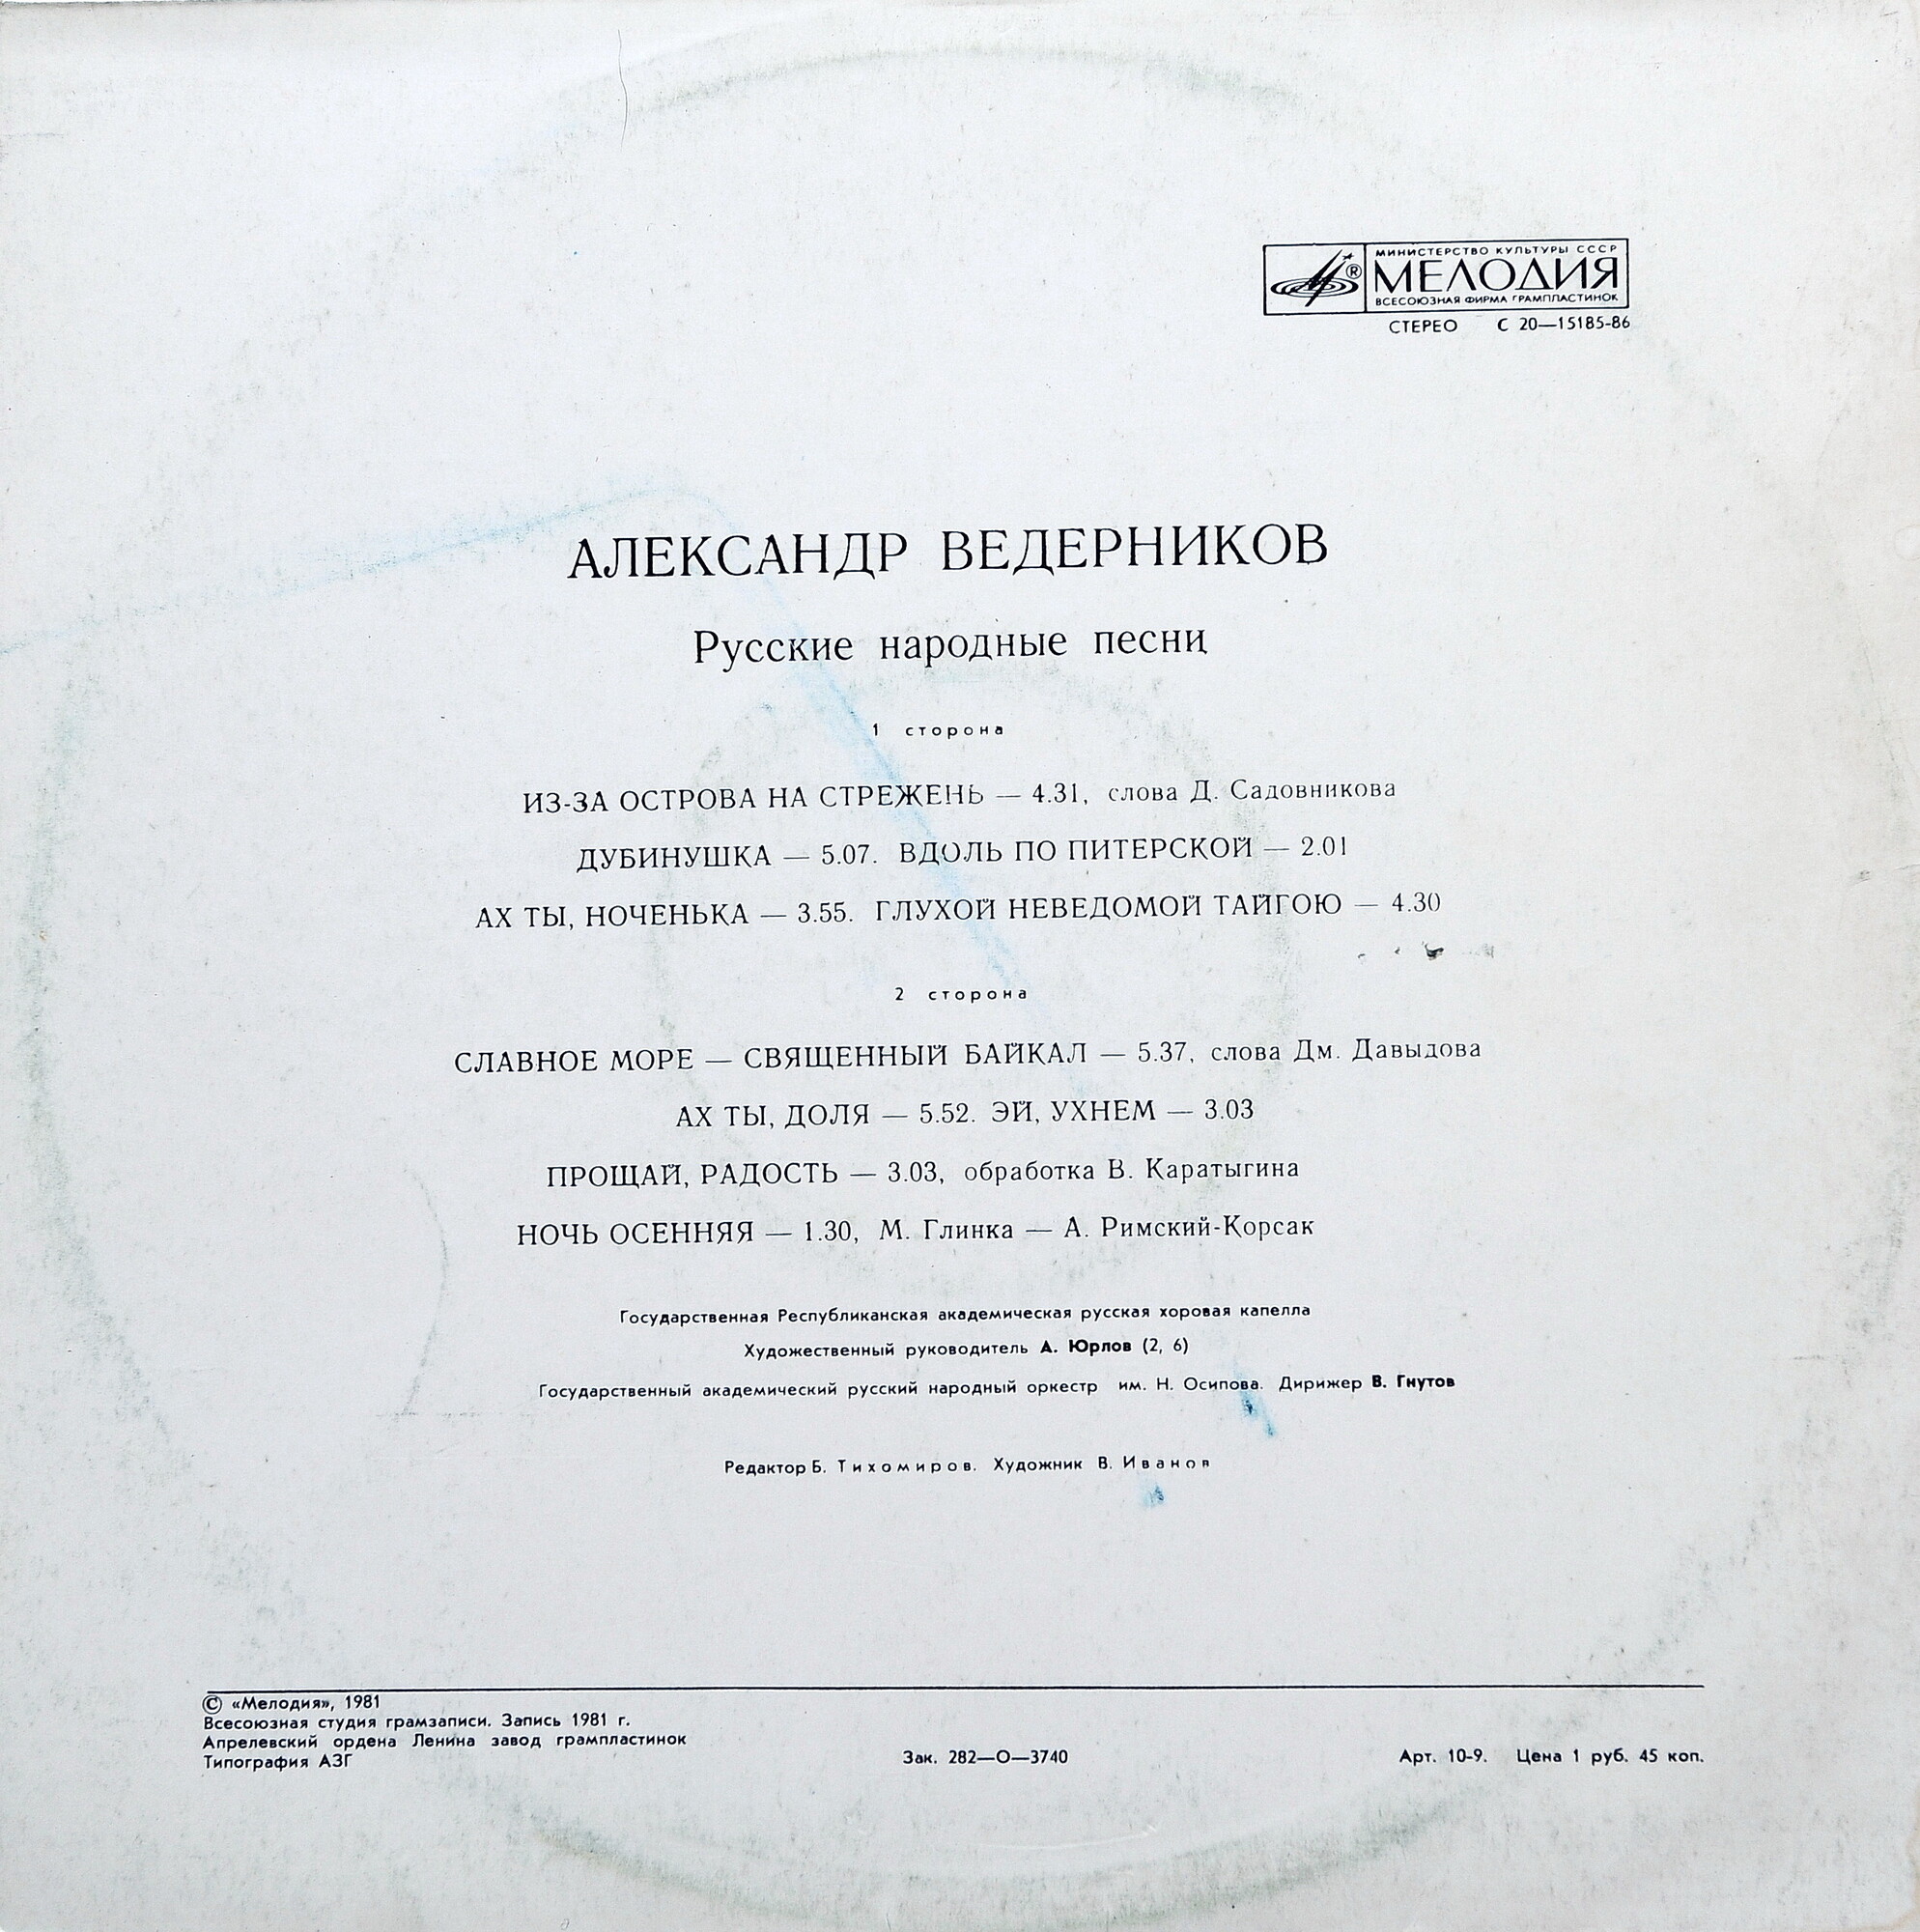 МИНИСТЕРСТВО КУЛЬТУРЫ СССР
МЕЛОДИЯ
®
ВСЕСОЮЗНАЯ ФИРМА ГРАМПЛАСТИНОК
СТЕРЕО С 20—15185-86
АЛЕКСАНДР ВЕДЕРНИКОВ
Русские народные песни
1 сторона
ИЗ-ЗА ОСТРОВА НА СТРЕЖЕНЬ — 4.31, слова Д. Садовникова
ДУБИНУШКА — 5.07. ВДОЛЬ ПО ПИТЕРСКОЙ — 2.01
АХ ТЫ, НОЧЕНЬКА — 3.55. ГЛУХОЙ НЕВЕДОМОЙ ТАЙГОЮ — 4.30
2 сторона
СЛАВНОЕ МОРЕ — СВЯЩЕННЫЙ БАЙКАЛ — 5.37, слова Дм. Давыдова
АХ ТЫ, ДОЛЯ — 5.52. ЭЙ, УХНЕМ — 3.03
ПРОЩАЙ, РАДОСТЬ — 3.03, обработка В. Каратыгина
НОЧЬ ОСЕННЯЯ — 1.30, М. Глинка — А. Римский-Корсак
Государственная Республиканская академическая русская хоровая капелла
Художественный руководитель А. Юрлов (2, 6)
Государственный академический русский народный оркестр им. Н. Осипова. Дирижер В. Гнутов
Редактор Б. Тихомиров. Художник В. Иванов
© «Мелодия», 1981
Всесоюзная студия грамзаписи. Запись 1981 г.
Апрелевский ордена Ленина завод грампластинок
Типография АЗГ Зак. 282—О—3740 Арт. 10-9. Цена 1 руб. 45 коп.